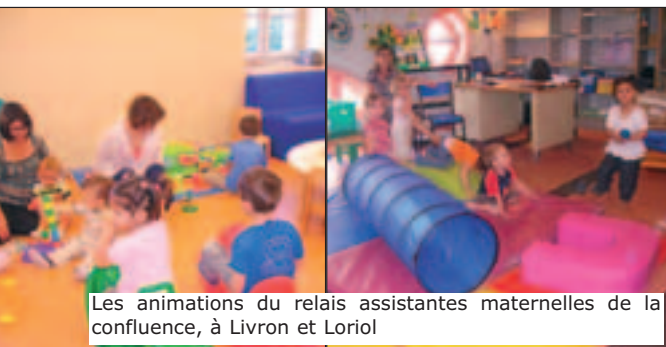 Les animations du relais assistantes maternelles de la
confluence, à Livron et Loriol